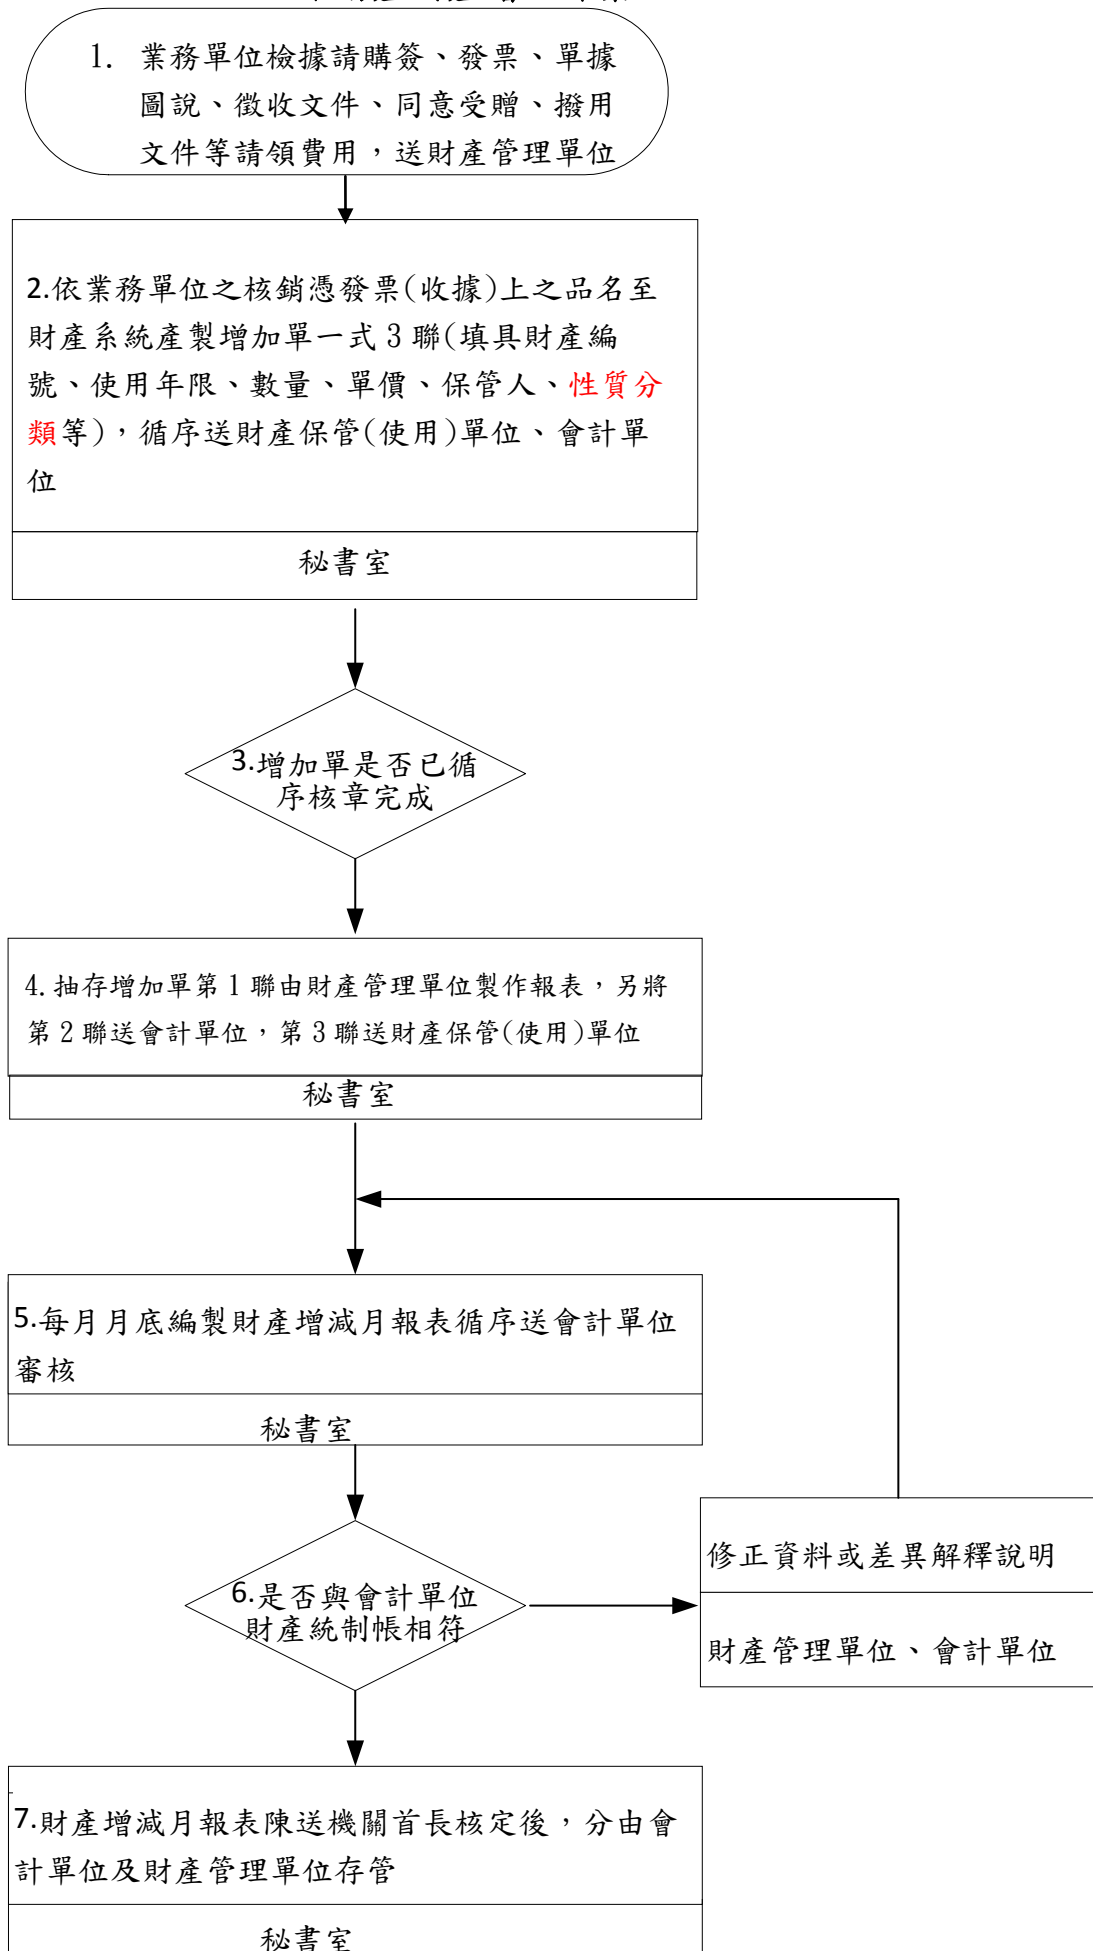 1. 業務單位檢據請購簽、發票、單據
圖說、徵收文件、同意受贈、撥用
文件等請領費用，送財產管理單位
2.依業務單位之核銷憑發票(收據)上之品名至
財產系統產製增加單一式3聯(填具財產編
號、使用年限、數量、單價、保管人、性質分
類等)，循序送財產保管(使用)單位、會計單
位
秘書室
3.增加單是否已循
序核章完成
4.抽存增加單第1聯由財產管理單位製作報表，另將
第2聯送會計單位，第3聯送財產保管(使用)單位
秘書室
5.每月月底編製財產增減月報表循序送會計單位
審核
秘書室
6.是否與會計單位
財產統制帳相符
修正資料或差異解釋說明
財產管理單位、會計單位
7.財產增減月報表陳送機關首長核定後，分由會
計單位及財產管理單位存管
秘書室